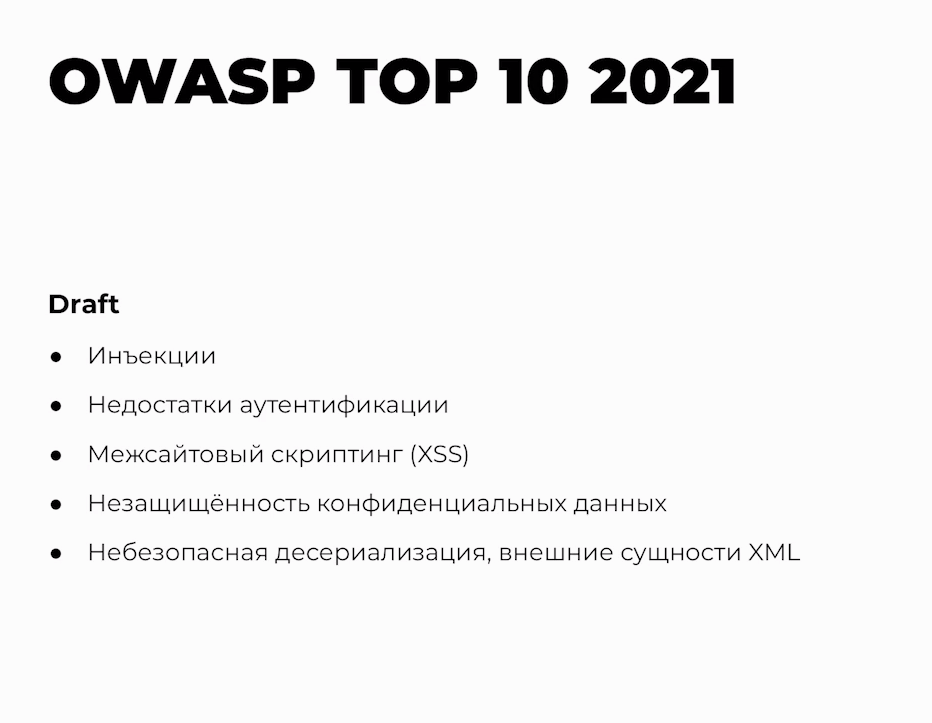 OWASP TOP 10 2021
Draft
● Инъекции
● Недостатки аутентификации
● Межсайтовый скриптинг (XSS)
● Незащищённость конфиденциальных данных
● Небезопасная десериализация, внешние сущности XML